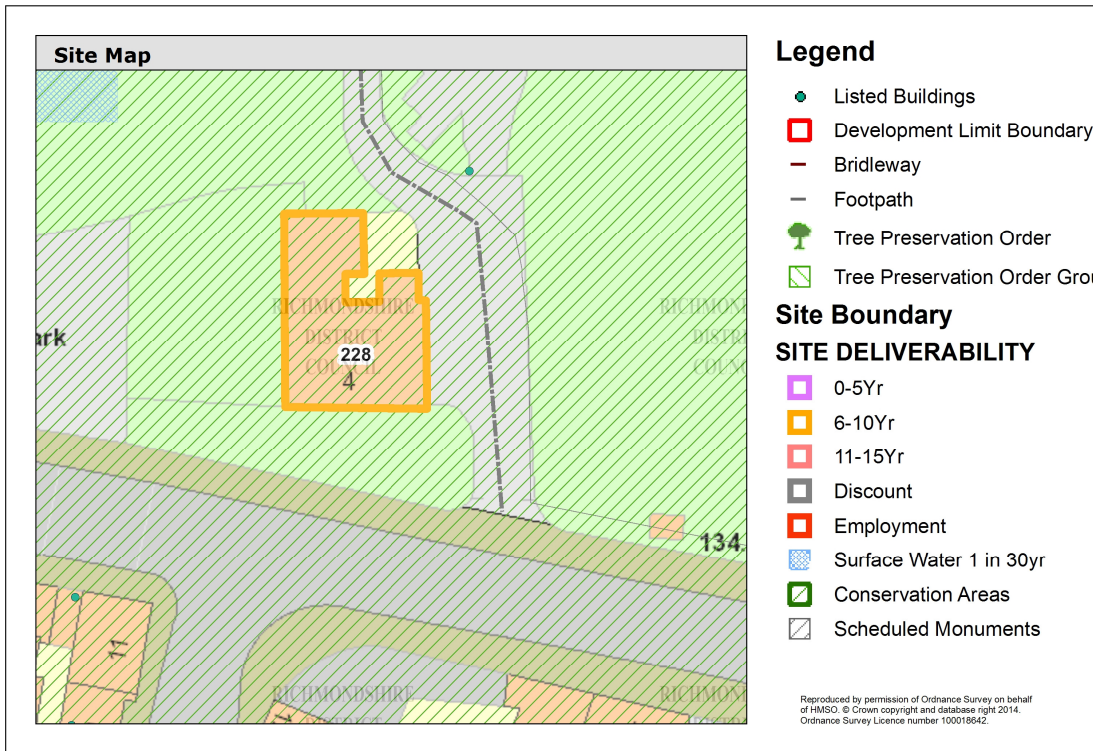 Site Map
ark
RICHMONDSHIRE
DISTRICT
COUNCIL
228
4
RICHMON
DISTR
COUN
134.
11
RICHMONDSHIRE
RICHMON
Legend
Listed Buildings
Development Limit Boundary
Bridleway
Footpath
Tree Preservation Order
Tree Preservation Order Grou
Site Boundary
SITE DELIVERABILITY
0-5Yr
6-10Yr
11-15Yr
Discount
Employment
Surface Water 1 in 30yr
Conservation Areas
Scheduled Monuments
Reproduced by permission of Ordnance Survey on behalf
of HMSO. © Crown copyright and database right 2014.
Ordnance Survey Licence number 100018642.